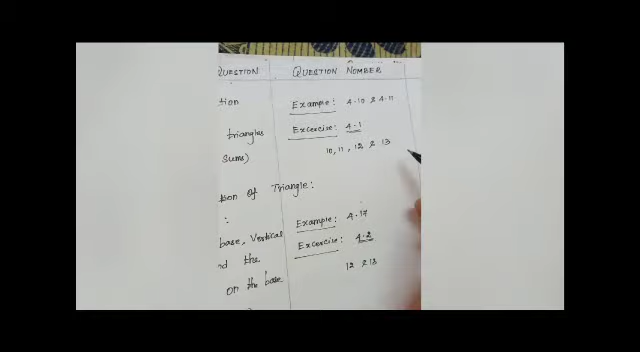 QUESTION QUESTION NUMBER
tion Example: 4.10 & 4.11
triangles Excercise: 4.1
sums) 10, 11, 12 & 13
of Triangle:
:
Example: 4.17
base, Vertical Excercise: 4.2
nd the
12 & 13
on the base